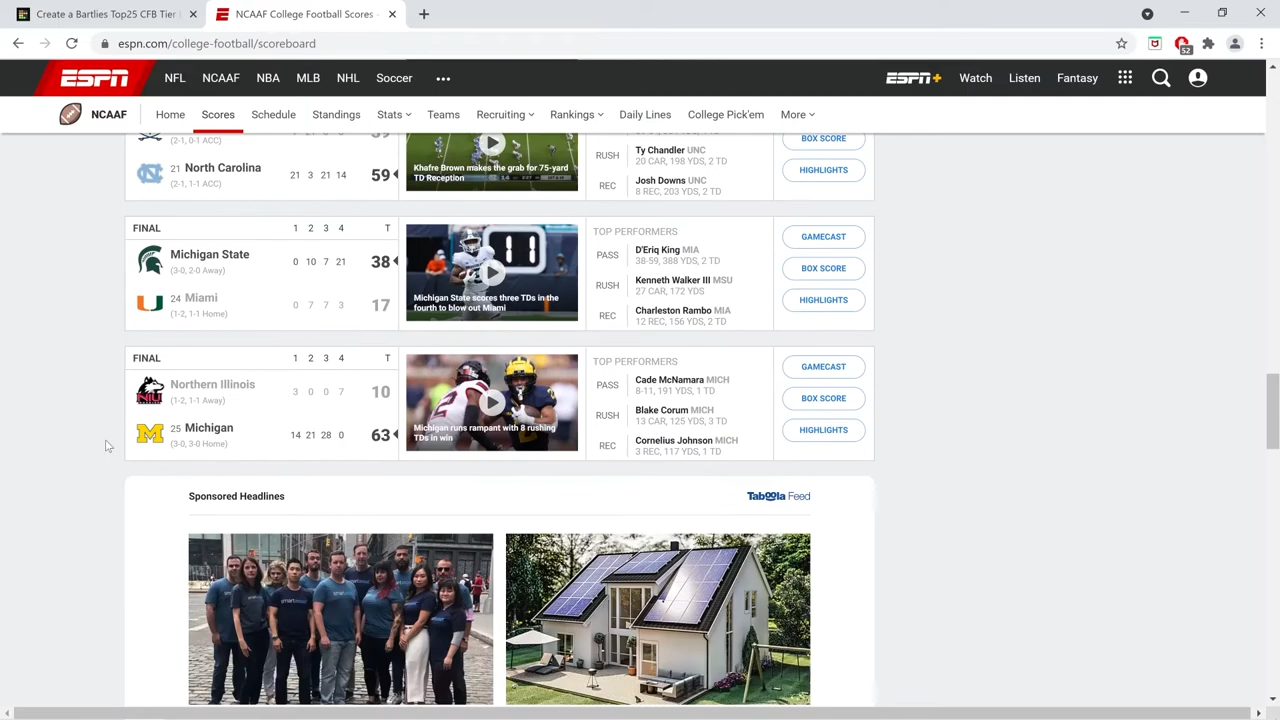 Create a Bartlies Top25 CFB Tier
NCAAF College Football Scores -
espn.com/college-football/scoreboard
52
ESPN NFL NCAAF NBA MLB NHL Soccer ••• ESPN+ Watch Listen Fantasy
NCAAF Home Scores Schedule Standings Stats Teams Recruiting Rankings Daily Lines College Pick'em More
(2-1, 0-1 ACC)
21 North Carolina 21 3 21 14 59
(2-1, 1-1 ACC)
Khafre Brown makes the grab for 75-yard
TD Reception
RUSH Ty Chandler UNC
20 CAR, 198 YDS, 2 TD
REC Josh Downs UNC
8 REC, 203 YDS, 2 TD
BOX SCORE
HIGHLIGHTS
FINAL 1 2 3 4 T
Michigan State 0 10 7 21 38
(3-0, 2-0 Away)
24 Miami 0 7 7 3 17
(1-2, 1-1 Home)
11
Michigan State scores three TDs in the
fourth to blow out Miami
TOP PERFORMERS
PASS D'Eriq King MIA
38-59, 388 YDS, 2 TD
RUSH Kenneth Walker III MSU
27 CAR, 172 YDS
REC Charleston Rambo MIA
12 REC, 156 YDS, 2 TD
GAMECAST
BOX SCORE
HIGHLIGHTS
FINAL 1 2 3 4 T
Northern Illinois 3 0 0 7 10
(1-2, 1-1 Away)
25 Michigan 14 21 28 0 63
(3-0, 3-0 Home)
Michigan runs rampant with 8 rushing
TDs in win
TOP PERFORMERS
PASS Cade McNamara MICH
8-11, 191 YDS, 1 TD
RUSH Blake Corum MICH
13 CAR, 125 YDS, 3 TD
REC Cornelius Johnson MICH
3 REC, 117 YDS, 1 TD
GAMECAST
BOX SCORE
HIGHLIGHTS
Sponsored Headlines
Taboola Feed